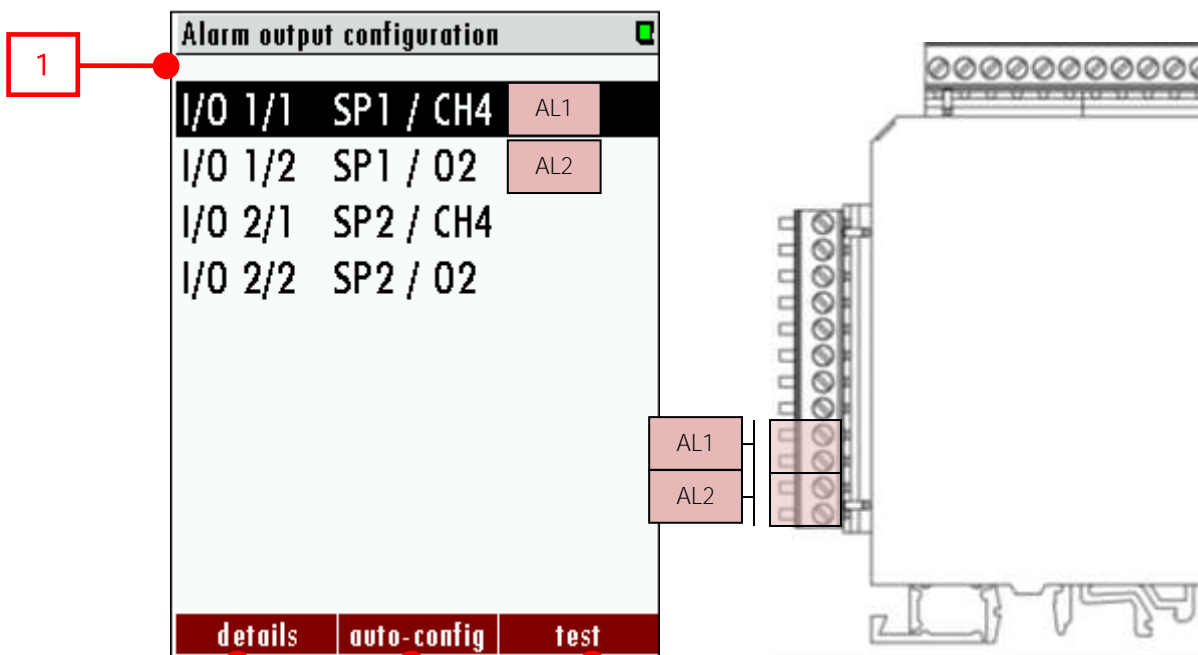 Alarm output configuration
1
I/O 1/1 SP1 / CH4 AL1
I/O 1/2 SP1 / O2 AL2
I/O 2/1 SP2 / CH4
I/O 2/2 SP2 / O2
AL1
AL2
details auto-config test